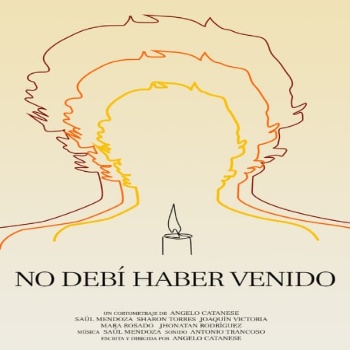 NO DEBÍ HABER VENIDO
UN CORTOMETRAJE DE ANGELO CATANESE
SAÚL MENDOZA SHARON TORRES JOAQUÍN VICTORIA
MARA ROSADO JHONATAN RODRÍGUEZ
MÚSICA SAÚL MENDOZA SONIDO ANTONIO TRANCOSO
ESCRITA Y DIRIGIDA POR ANGELO CATANESE